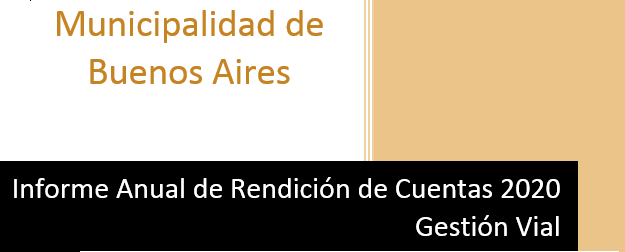 Municipalidad de
Buenos Aires
Informe Anual de Rendición de Cuentas 2020
Gestión Vial